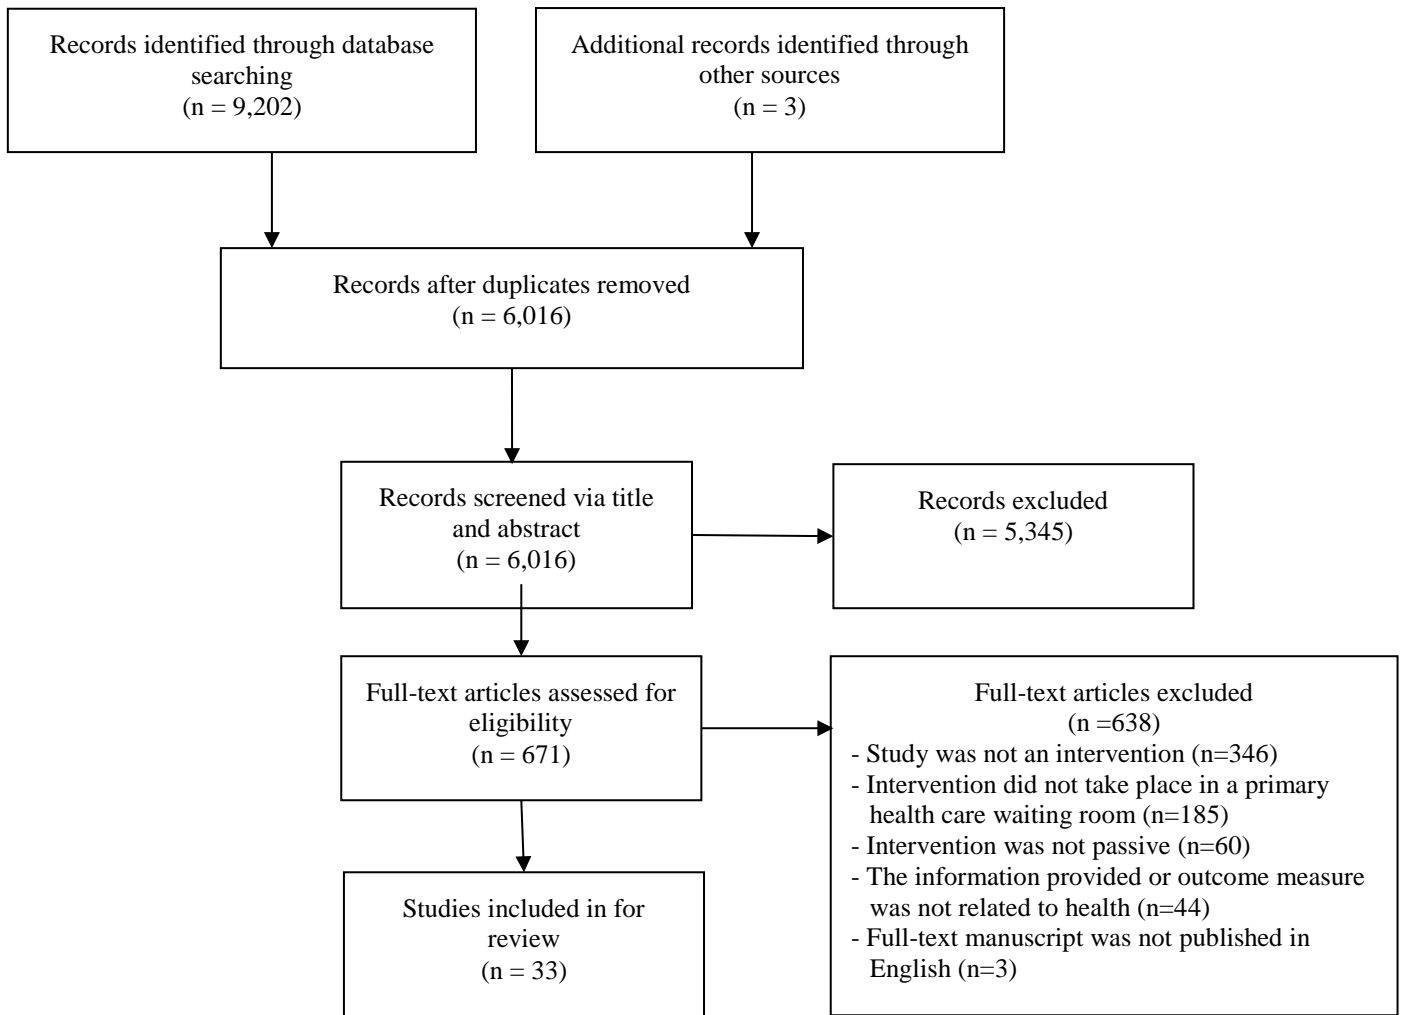 Records identified through database
searching
(n = 9,202)
Additional records identified through
other sources
(n = 3)
Records after duplicates removed
(n = 6,016)
Records screened via title
and abstract
(n = 6,016)
Records excluded
(n = 5,345)
Full-text articles assessed for
eligibility
(n = 671)
Full-text articles excluded
(n =638)
- Study was not an intervention (n=346)
- Intervention did not take place in a primary
health care waiting room (n=185)
- Intervention was not passive (n=60)
- The information provided or outcome measure
was not related to health (n=44)
- Full-text manuscript was not published in
English (n=3)
Studies included in for
review
(n = 33)